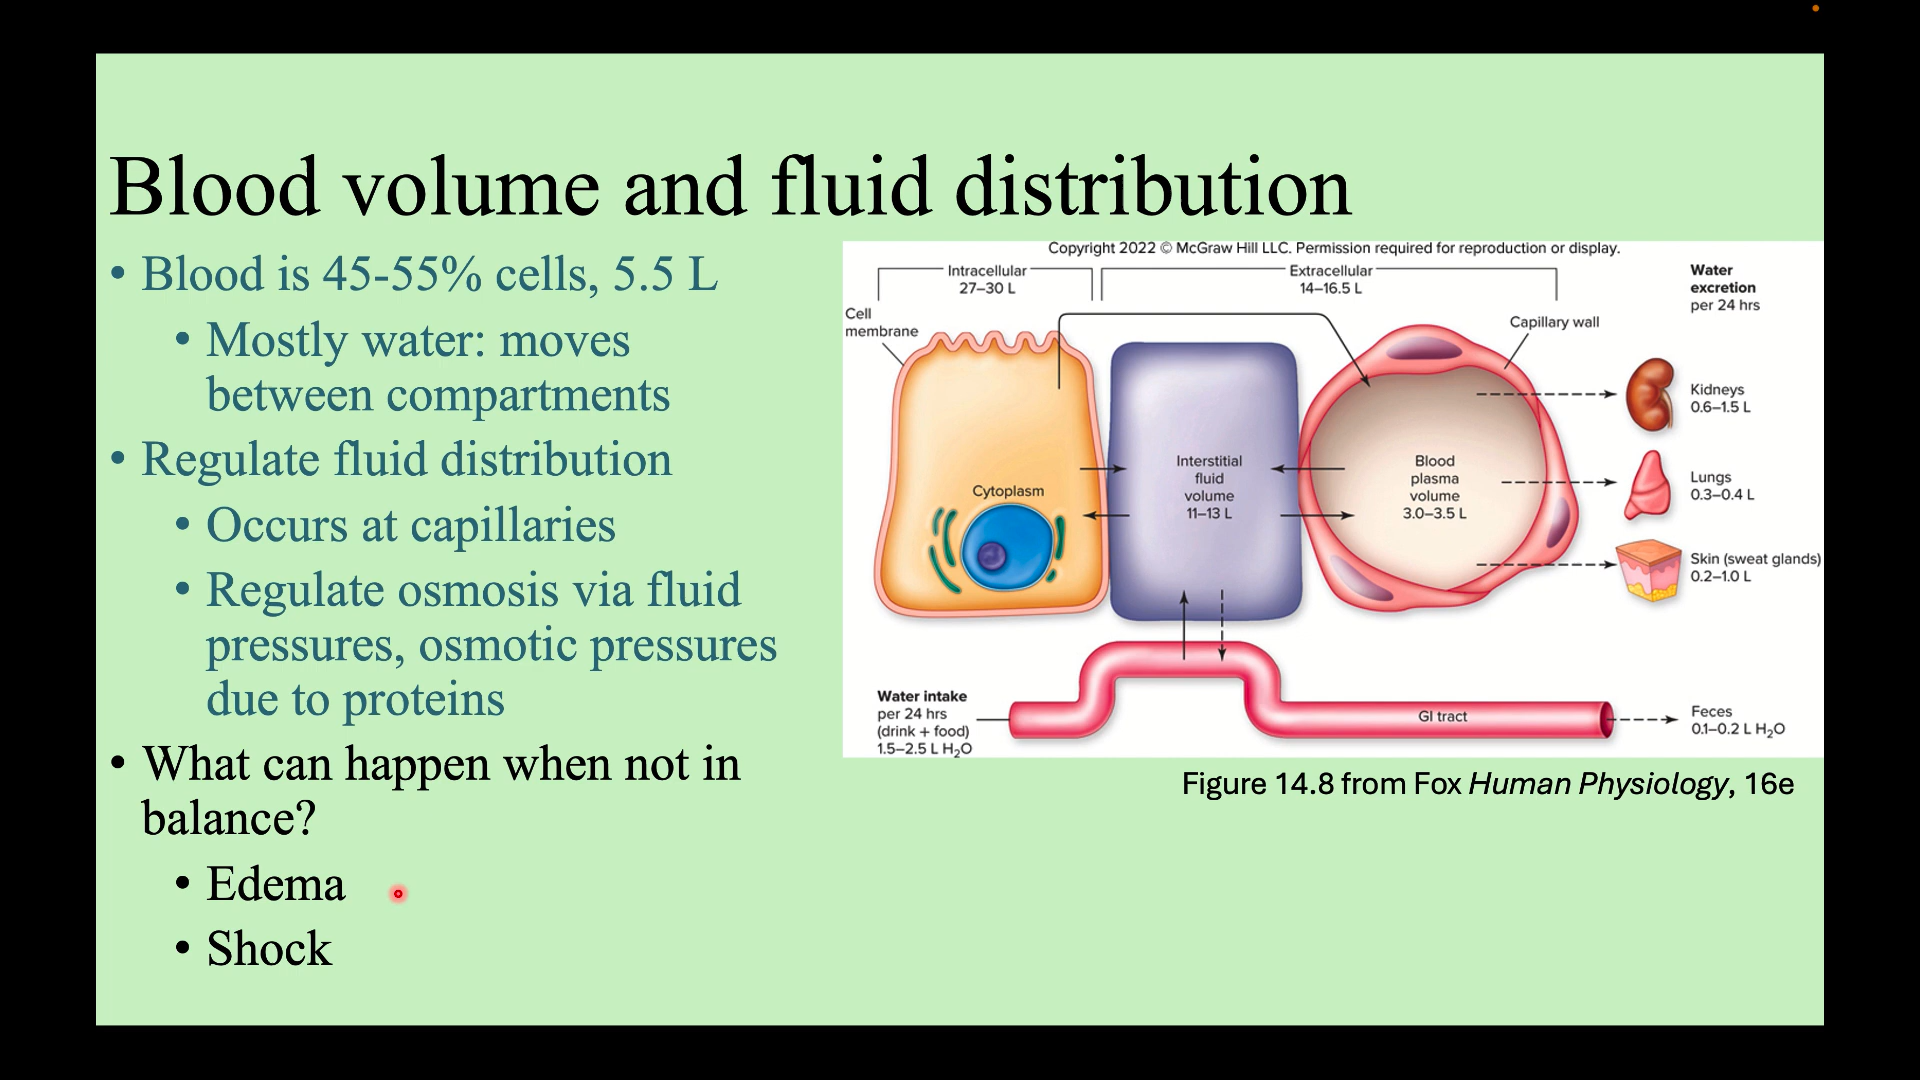 Blood volume and fluid distribution
• Blood is 45-55% cells, 5.5 L
• Mostly water: moves
between compartments
• Regulate fluid distribution
• Occurs at capillaries
• Regulate osmosis via fluid
pressures, osmotic pressures
due to proteins
• What can happen when not in
balance?
• Edema
• Shock
Copyright 2022 © McGraw Hill LLC. Permission required for reproduction or display.
Intracellular
27–30 L
Extracellular
14–16.5 L
Water
excretion
per 24 hrs
Cell
membrane
Capillary wall
Kidneys
0.6–1.5 L
Cytoplasm
Interstitial
fluid
volume
11–13 L
Blood
plasma
volume
3.0–3.5 L
Lungs
0.3–0.4 L
Skin (sweat glands)
0.2–1.0 L
Water intake
per 24 hrs
(drink + food)
1.5–2.5 L H₂O
GI tract
Feces
0.1–0.2 L H₂O
Figure 14.8 from Fox Human Physiology, 16e